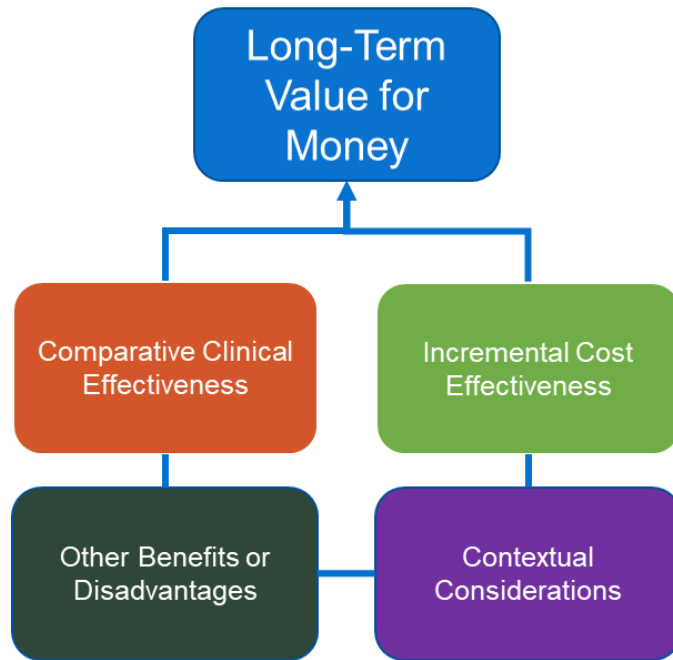 Long-Term
Value for
Money
Comparative Clinical
Effectiveness
Incremental Cost
Effectiveness
Other Benefits or
Disadvantages
Contextual
Considerations